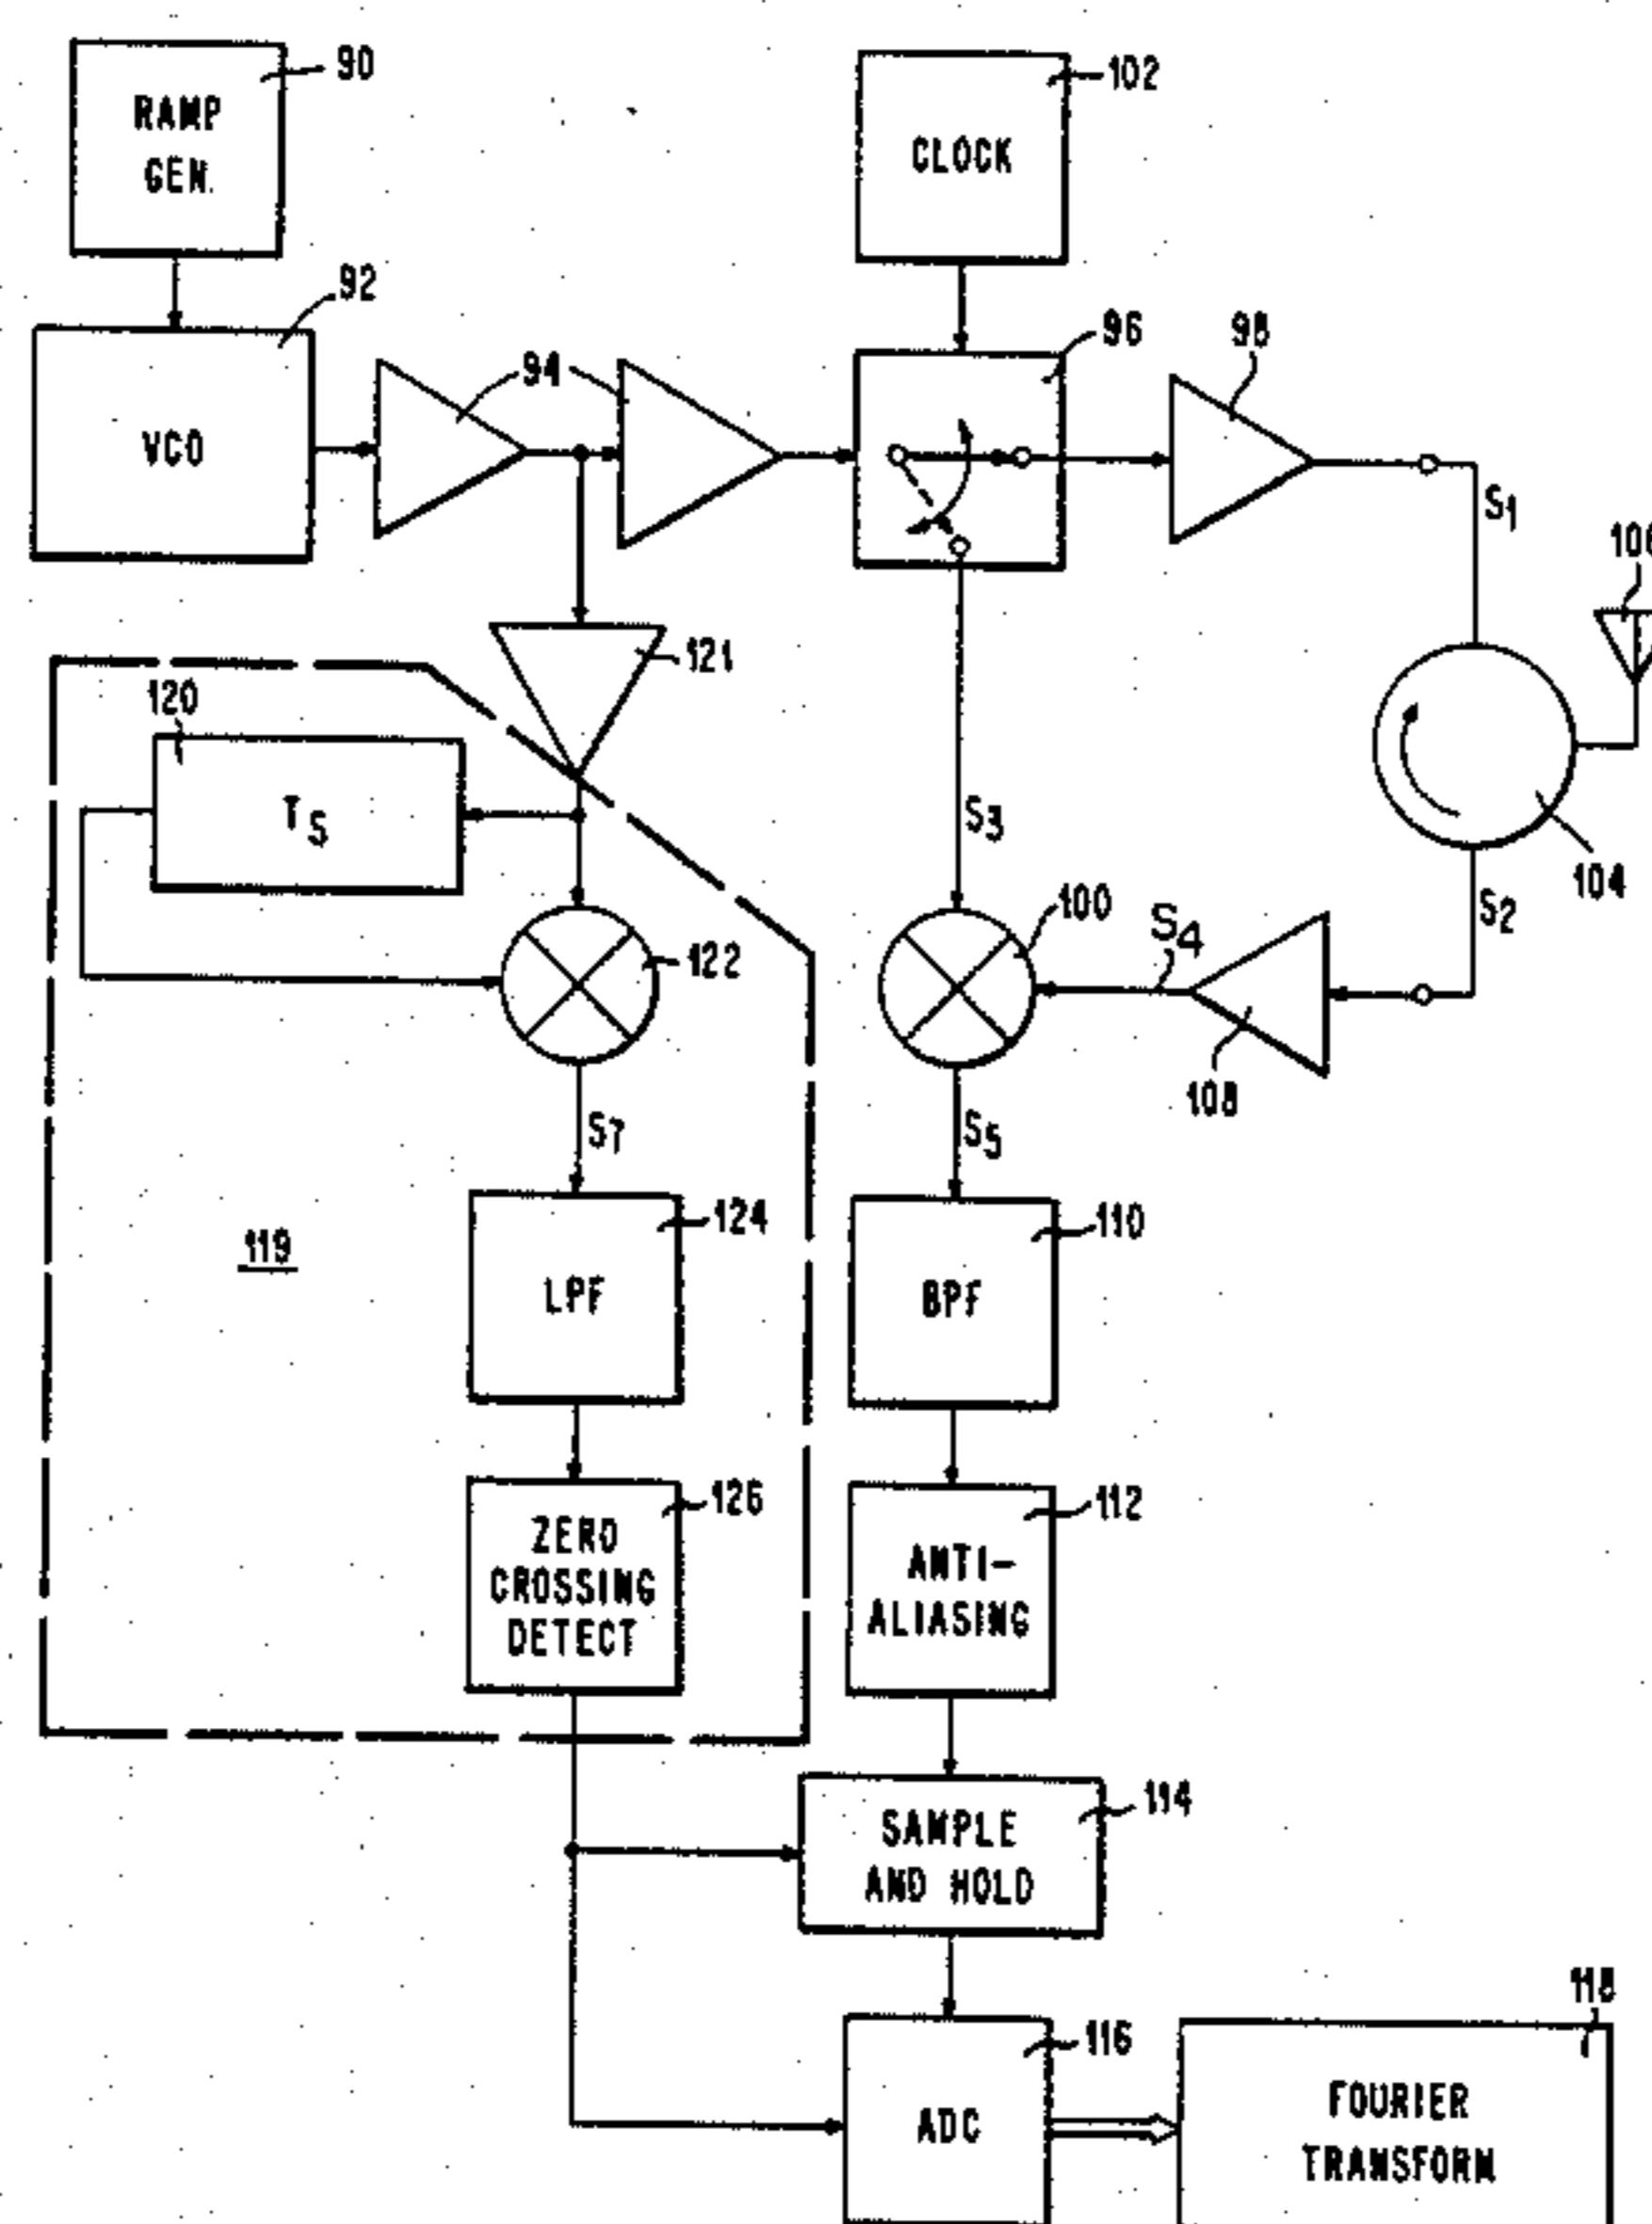 90
RAMP
GEN.
102
CLOCK
92
VCO
94
96
98
S1
106
121
120
TS
S3
104
S2
100
S4
122
108
S7
S5
124
LPF
110
BPF
119
126
ZERO
CROSSING
DETECT
112
ANTI-
ALIASING
114
SAMPLE
AND HOLD
116
ADC
118
FOURIER
TRANSFORM